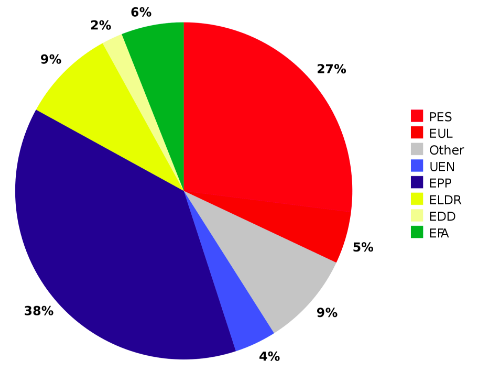 6%
2%
9%
27%
PES
EUL
Other
UEN
EPP
ELDR
EDD
EFA
5%
38%
9%
4%